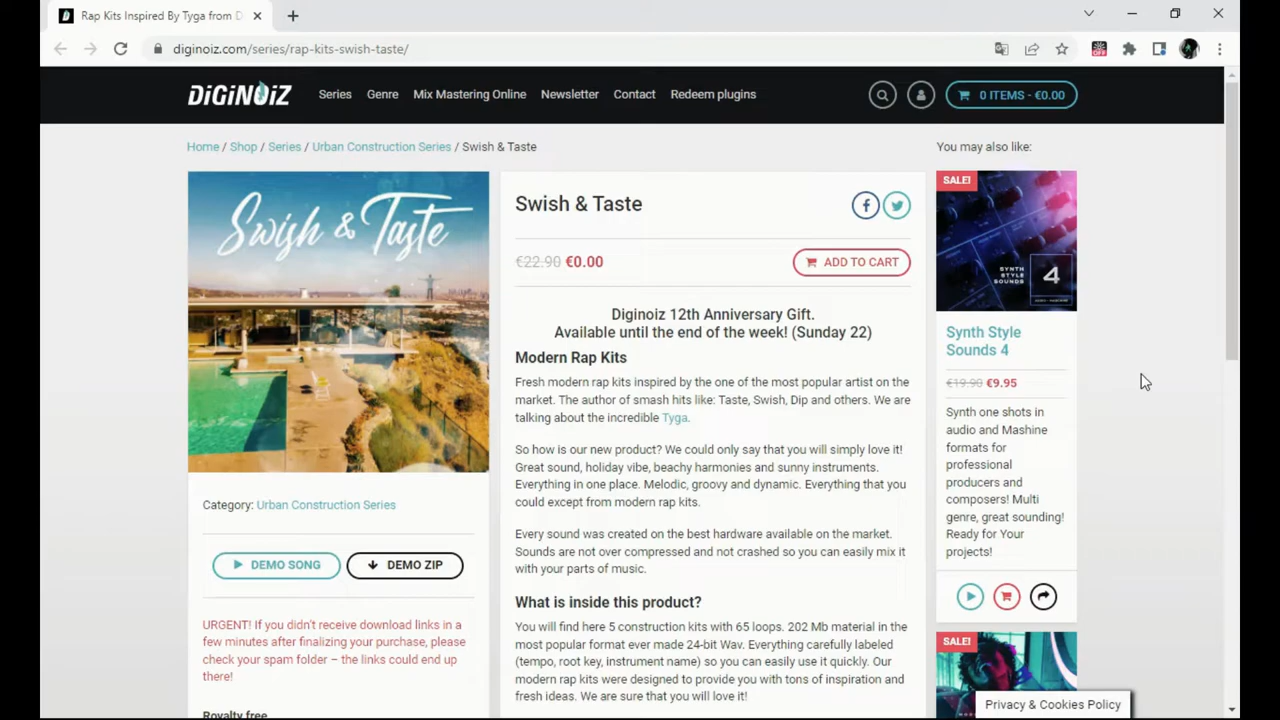 Rap Kits Inspired By Tyga from D
diginoiz.com/series/rap-kits-swish-taste/
OFF
DiGiNOiZ
Series
Genre
Mix Mastering Online
Newsletter
Contact
Redeem plugins
0 ITEMS - €0.00
Home / Shop / Series / Urban Construction Series / Swish & Taste
Swish & Taste
Category: Urban Construction Series
DEMO SONG
DEMO ZIP
URGENT! If you didn't receive download links in a
few minutes after finalizing your purchase, please
check your spam folder – the links could end up
there!
Royalty free
Swish & Taste
€22.90 €0.00
ADD TO CART
Diginoiz 12th Anniversary Gift.
Available until the end of the week! (Sunday 22)
Modern Rap Kits
Fresh modern rap kits inspired by the one of the most popular artist on the
market. The author of smash hits like: Taste, Swish, Dip and others. We are
talking about the incredible Tyga.
So how is our new product? We could only say that you will simply love it!
Great sound, holiday vibe, beachy harmonies and sunny instruments.
Everything in one place. Melodic, groovy and dynamic. Everything that you
could except from modern rap kits.
Every sound was created on the best hardware available on the market.
Sounds are not over compressed and not crashed so you can easily mix it
with your parts of music.
What is inside this product?
You will find here 5 construction kits with 65 loops. 202 Mb material in the
most popular format ever made 24-bit Wav. Everything carefully labeled
(tempo, root key, instrument name) so you can easily use it quickly. Our
modern rap kits were designed to provide you with tons of inspiration and
fresh ideas. We are sure that you will love it!
You may also like:
SALE!
SYNTH
STYLE
SOUNDS
4
Synth Style
Sounds 4
€19.90 €9.95
Synth one shots in
audio and Mashine
formats for
professional
producers and
composers! Multi
genre, great sounding!
Ready for Your
projects!
SALE!
Privacy & Cookies Policy